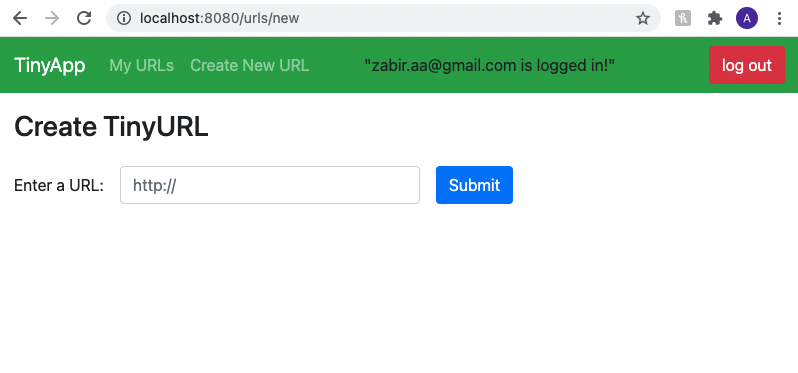 localhost:8080/urls/new
A
TinyApp My URLs Create New URL "zabir.aa@gmail.com is logged in!" log out
Create TinyURL
Enter a URL: http:// Submit